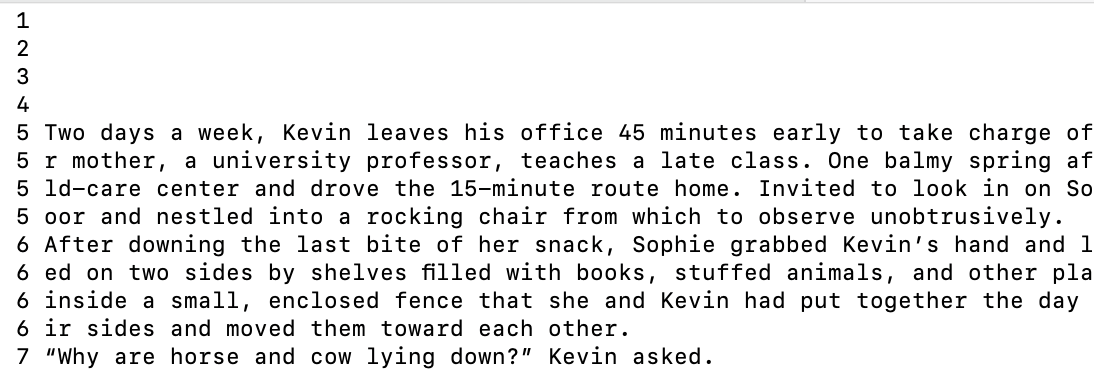 1
2
3
4
5 Two days a week, Kevin leaves his office 45 minutes early to take charge of
5 r mother, a university professor, teaches a late class. One balmy spring af
5 ld–care center and drove the 15–minute route home. Invited to look in on So
5 oor and nestled into a rocking chair from which to observe unobtrusively.
6 After downing the last bite of her snack, Sophie grabbed Kevin’s hand and l
6 ed on two sides by shelves filled with books, stuffed animals, and other pla
6 inside a small, enclosed fence that she and Kevin had put together the day
6 ir sides and moved them toward each other.
7 “Why are horse and cow lying down?” Kevin asked.